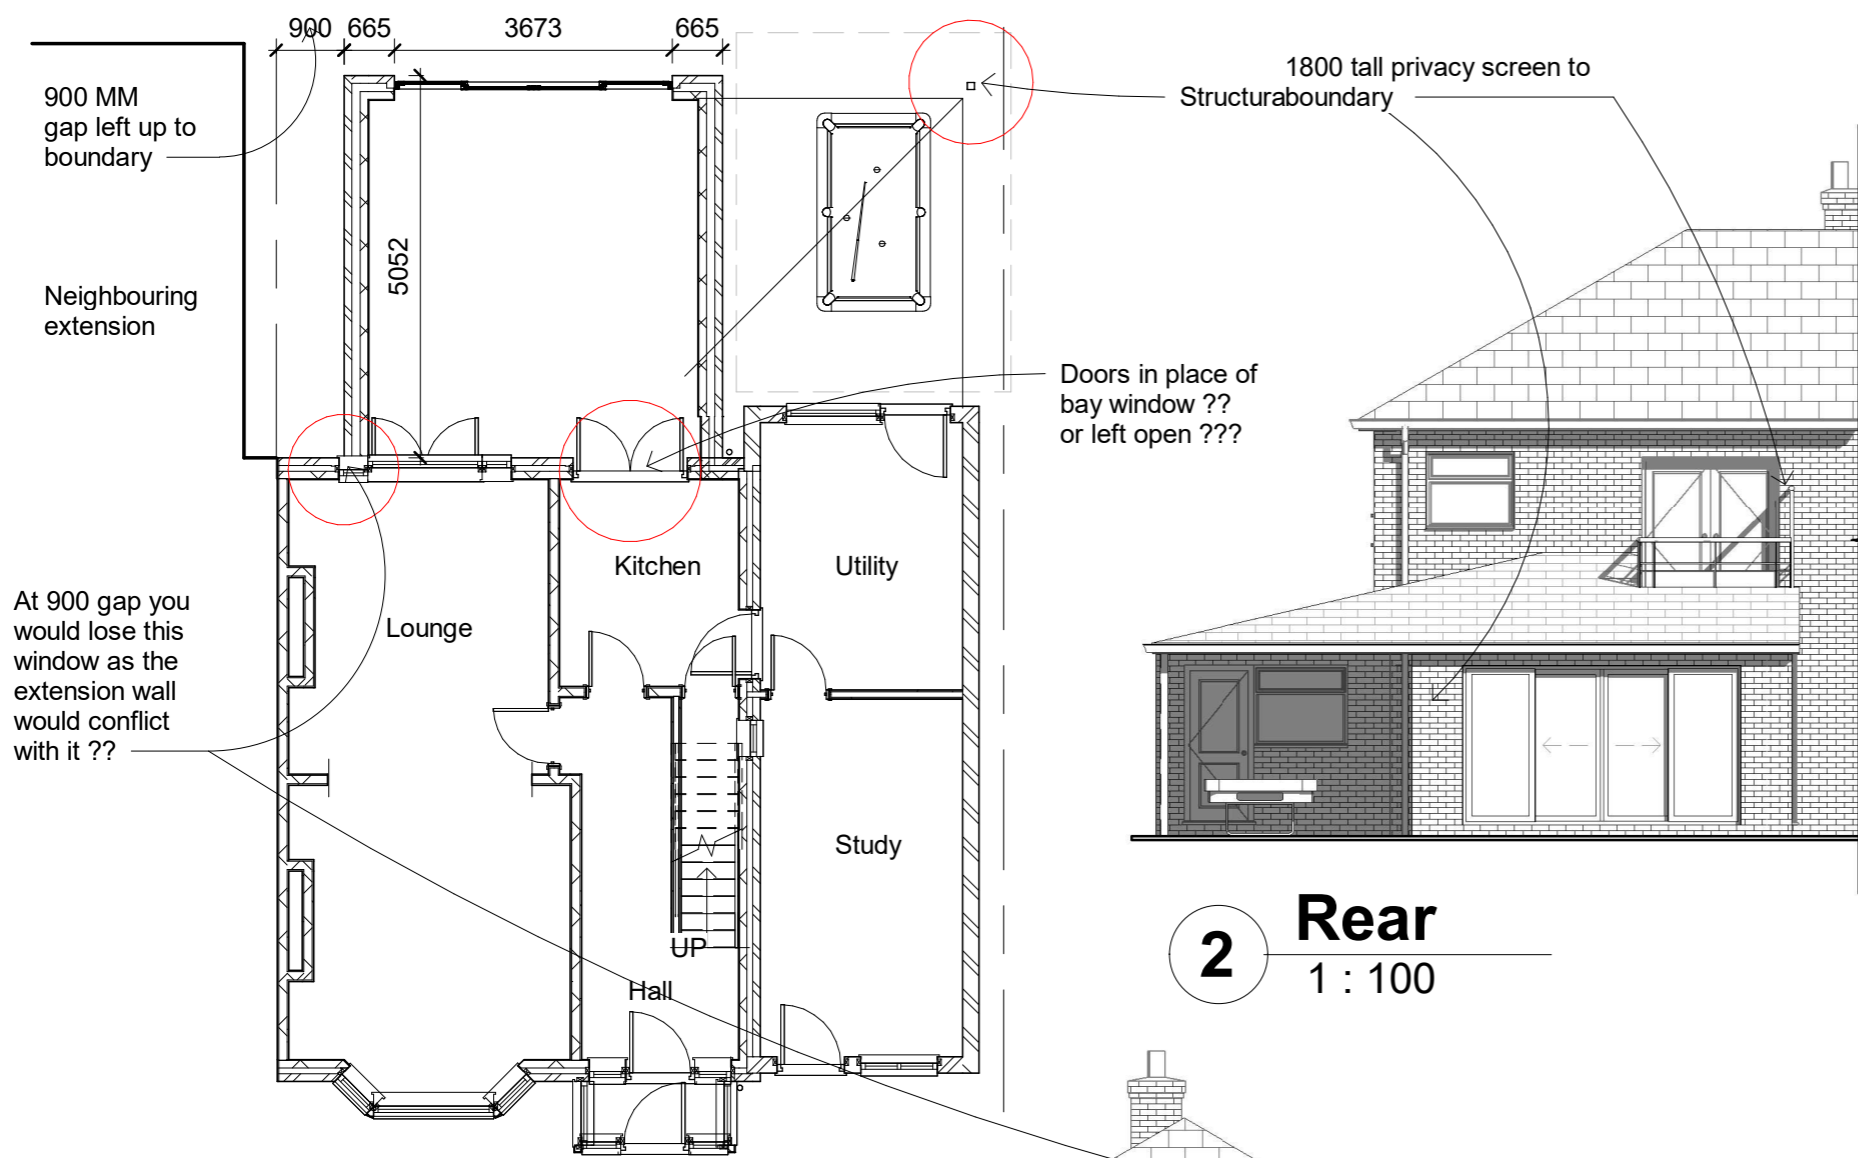 900 665 3673 665
900 MM
gap left up to
boundary
1800 tall privacy screen to
Structuraboundary
5052
Neighbouring
extension
Doors in place of
bay window ??
or left open ???
Kitchen
Utility
Lounge
At 900 gap you
would lose this
window as the
extension wall
would conflict
with it ??
Study
UP
Hall
2 Rear
1 : 100